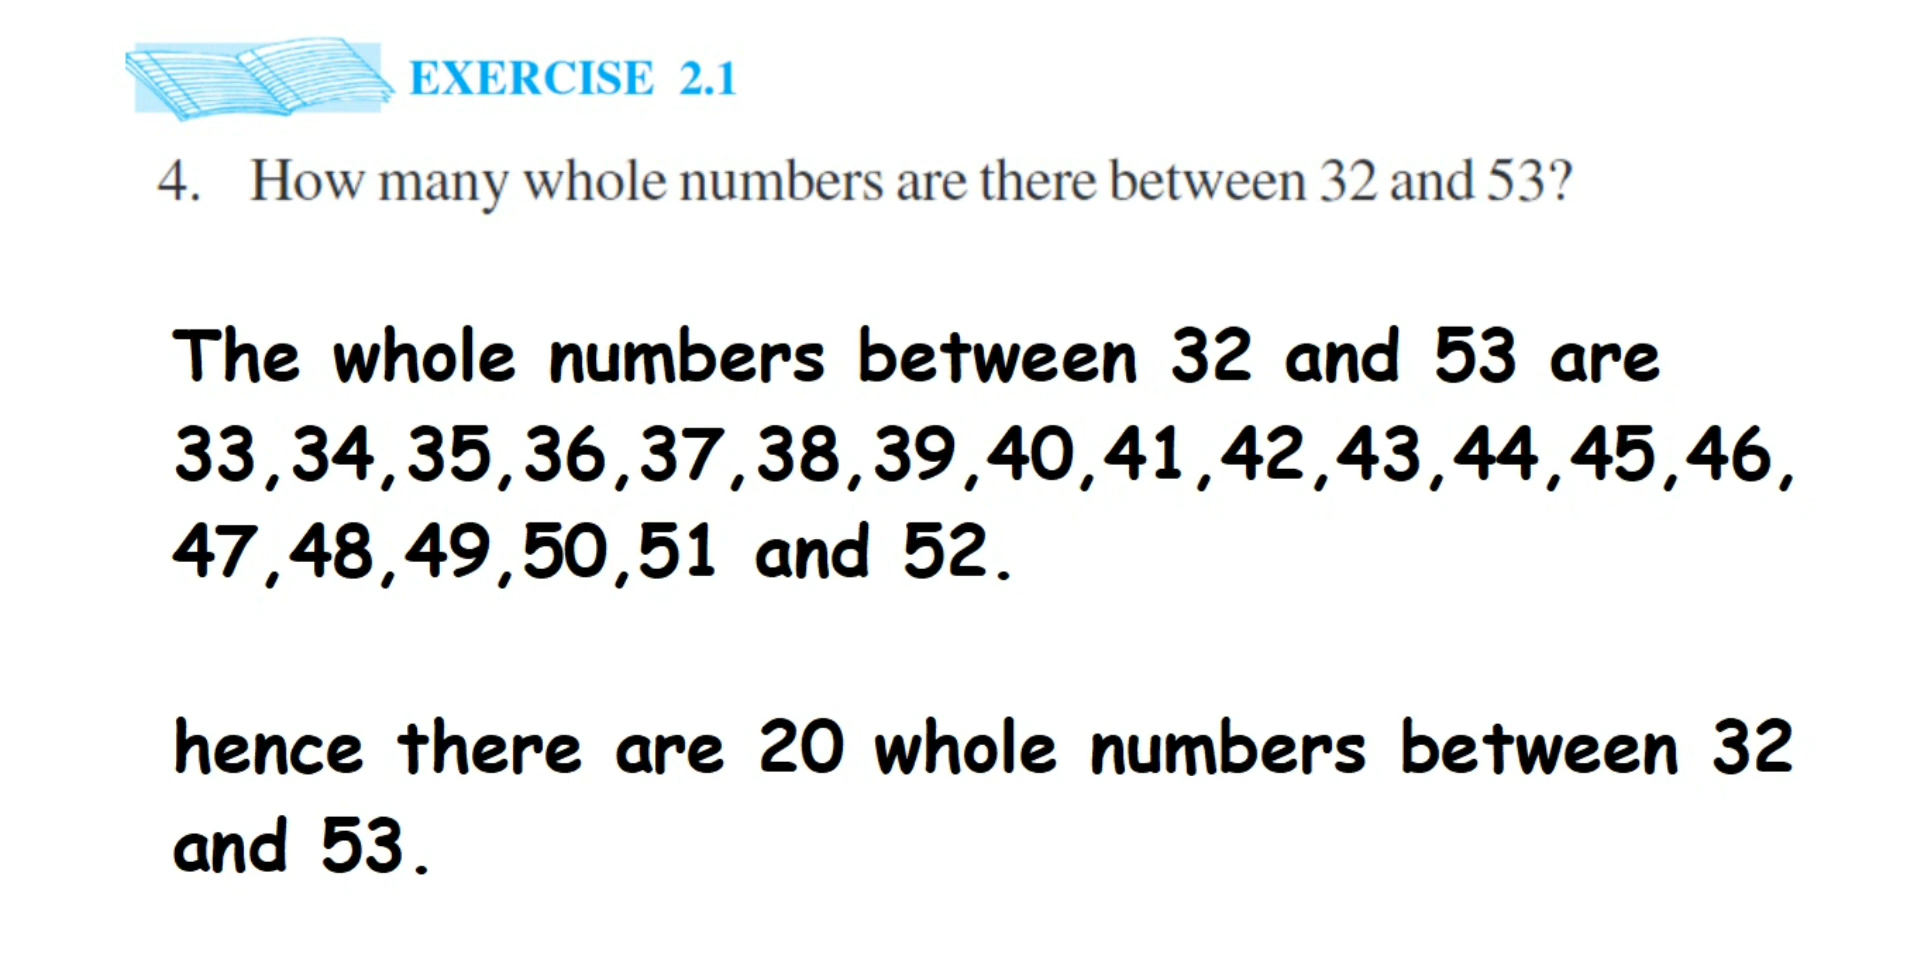 EXERCISE 2.1
4. How many whole numbers are there between 32 and 53?
The whole numbers between 32 and 53 are
33,34,35,36,37,38,39,40,41,42,43,44,45,46,
47,48,49,50,51 and 52.
hence there are 20 whole numbers between 32
and 53.